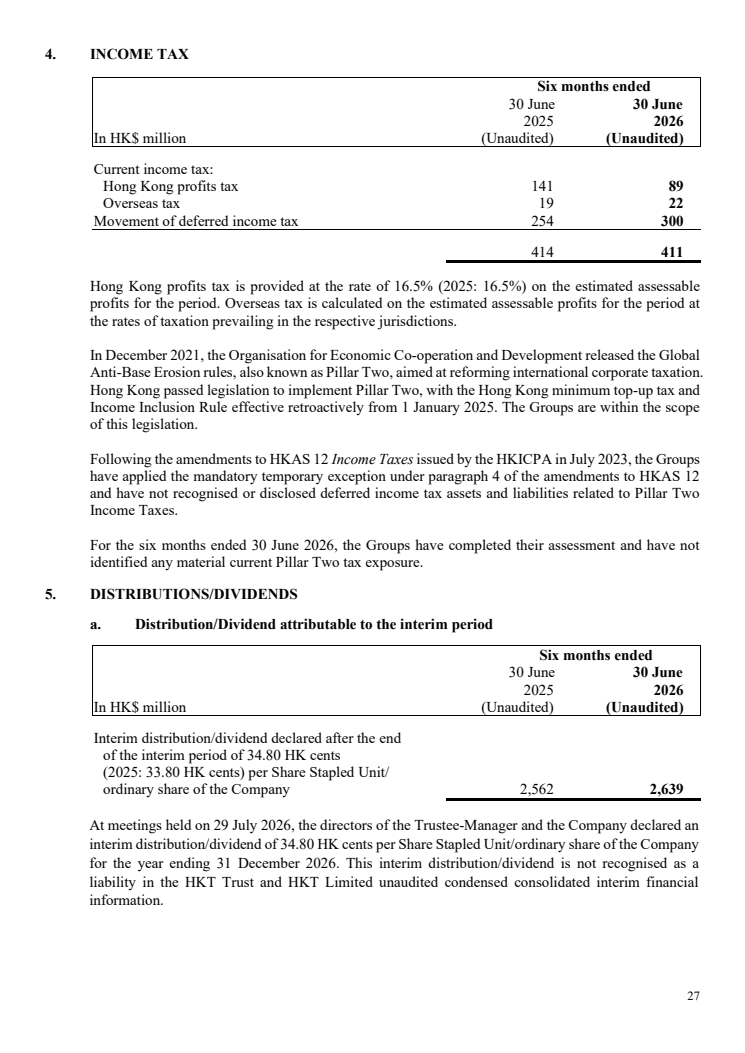 4. INCOME TAX
Six months ended
30 June 30 June
2025 2026
In HK$ million (Unaudited) (Unaudited)
Current income tax:
Hong Kong profits tax 141 89
Overseas tax 19 22
Movement of deferred income tax 254 300
414 411
Hong Kong profits tax is provided at the rate of 16.5% (2025: 16.5%) on the estimated assessable
profits for the period. Overseas tax is calculated on the estimated assessable profits for the period at
the rates of taxation prevailing in the respective jurisdictions.
In December 2021, the Organisation for Economic Co-operation and Development released the Global
Anti-Base Erosion rules, also known as Pillar Two, aimed at reforming international corporate taxation.
Hong Kong passed legislation to implement Pillar Two, with the Hong Kong minimum top-up tax and
Income Inclusion Rule effective retroactively from 1 January 2025. The Groups are within the scope
of this legislation.
Following the amendments to HKAS 12 Income Taxes issued by the HKICPA in July 2023, the Groups
have applied the mandatory temporary exception under paragraph 4 of the amendments to HKAS 12
and have not recognised or disclosed deferred income tax assets and liabilities related to Pillar Two
Income Taxes.
For the six months ended 30 June 2026, the Groups have completed their assessment and have not
identified any material current Pillar Two tax exposure.
5. DISTRIBUTIONS/DIVIDENDS
a. Distribution/Dividend attributable to the interim period
Six months ended
30 June 30 June
2025 2026
In HK$ million (Unaudited) (Unaudited)
Interim distribution/dividend declared after the end
of the interim period of 34.80 HK cents
(2025: 33.80 HK cents) per Share Stapled Unit/
ordinary share of the Company 2,562 2,639
At meetings held on 29 July 2026, the directors of the Trustee-Manager and the Company declared an
interim distribution/dividend of 34.80 HK cents per Share Stapled Unit/ordinary share of the Company
for the year ending 31 December 2026. This interim distribution/dividend is not recognised as a
liability in the HKT Trust and HKT Limited unaudited condensed consolidated interim financial
information.
27